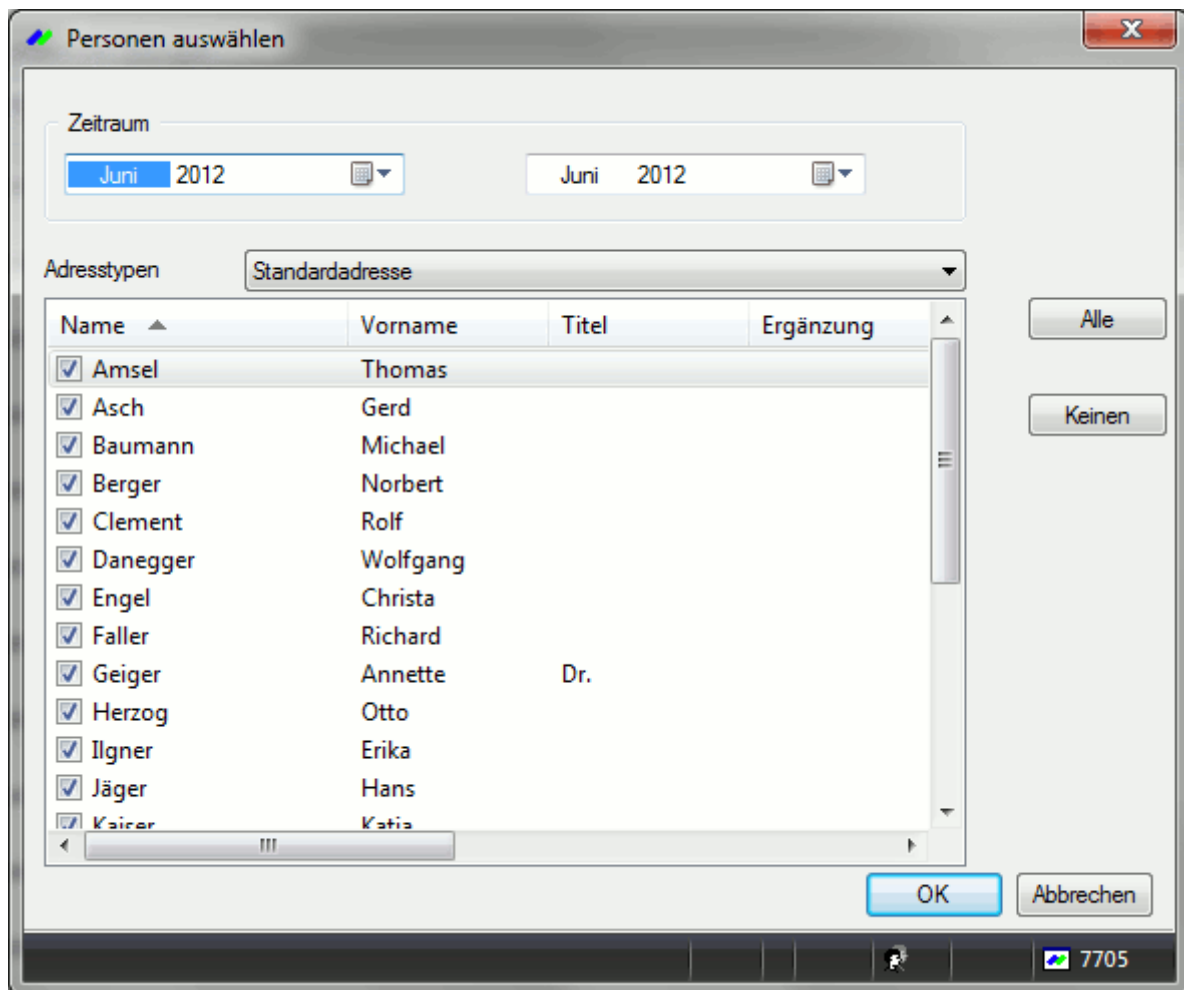 Personen auswählen
Zeitraum
Juni 2012 Juni 2012
Adresstypen Standardadresse
Name Vorname Titel Ergänzung Alle
Amsel Thomas
Asch Gerd Keinen
Baumann Michael
Berger Norbert
Clement Rolf
Danegger Wolfgang
Engel Christa
Faller Richard
Geiger Annette Dr.
Herzog Otto
Ilgner Erika
Jäger Hans
Kaiser Katja
OK Abbrechen
7705